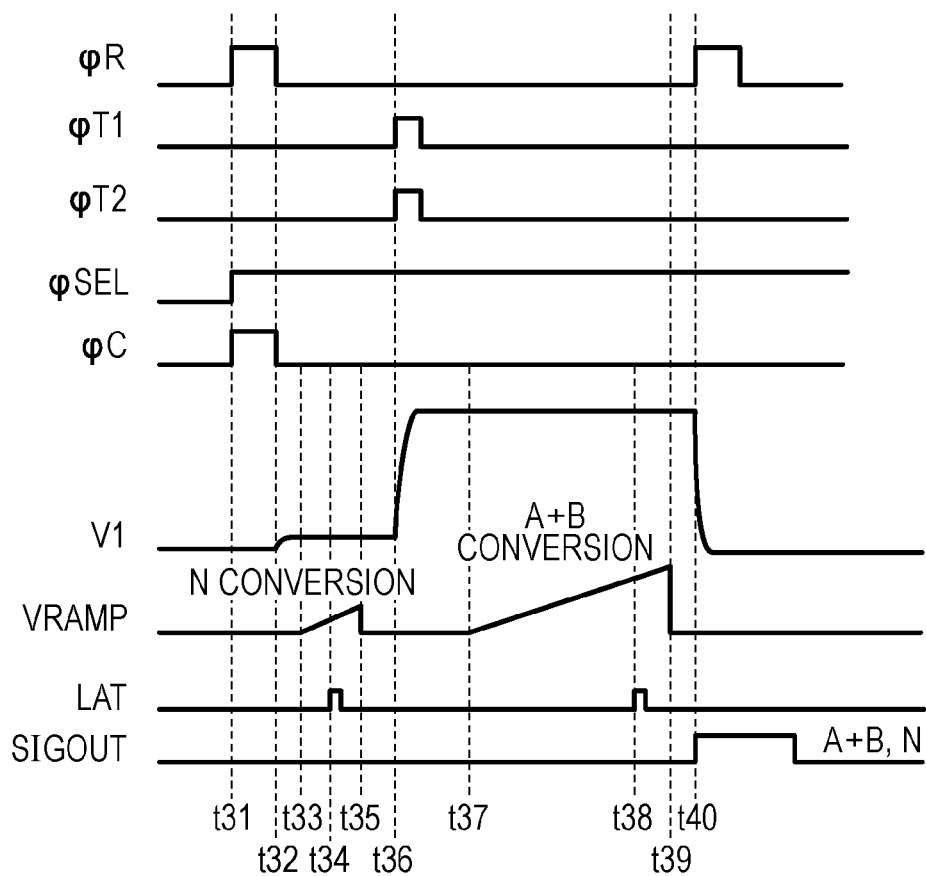 φR
φT1
φT2
φSEL
φC
V1
A+B
CONVERSION
N CONVERSION
VRAMP
LAT
SIGOUT
A+B, N
t31
t33
t35
t37
t38
t40
t32
t34
t36
t39